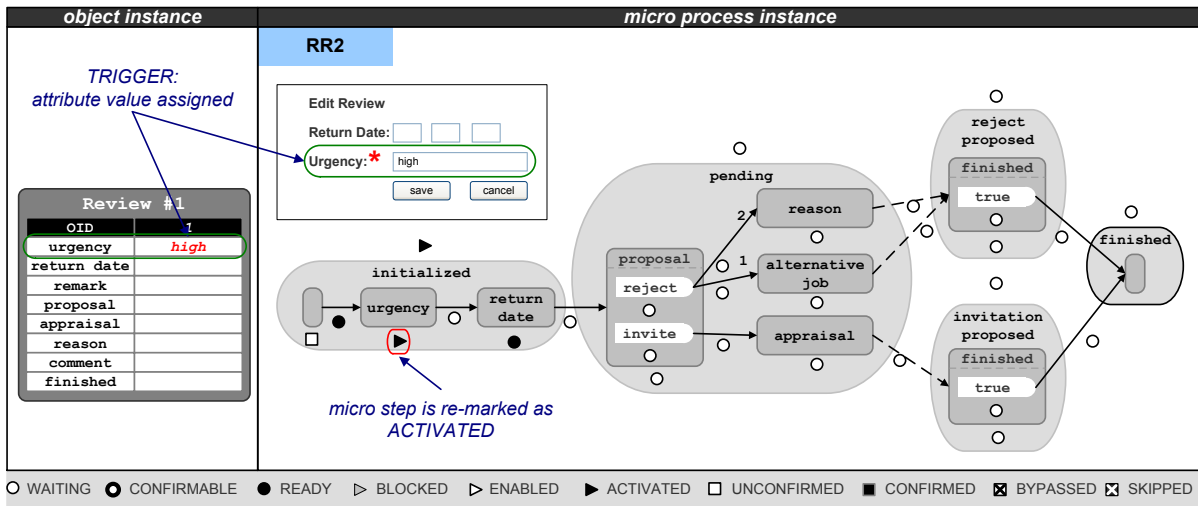 object instance
micro process instance
RR2
TRIGGER:
attribute value assigned
Edit Review
Return Date:
Urgency:* high
save cancel
Review #1
OID 1
urgency high
return date
remark
proposal
appraisal
reason
comment
finished
initialized
urgency
return
date
micro step is re-marked as
ACTIVATED
pending
proposal
reject
invite
2
reason
1
alternative
job
appraisal
reject
proposed
finished
true
invitation
proposed
finished
true
finished
WAITING CONFIRMABLE READY BLOCKED ENABLED ACTIVATED UNCONFIRMED CONFIRMED BYPASSED SKIPPED